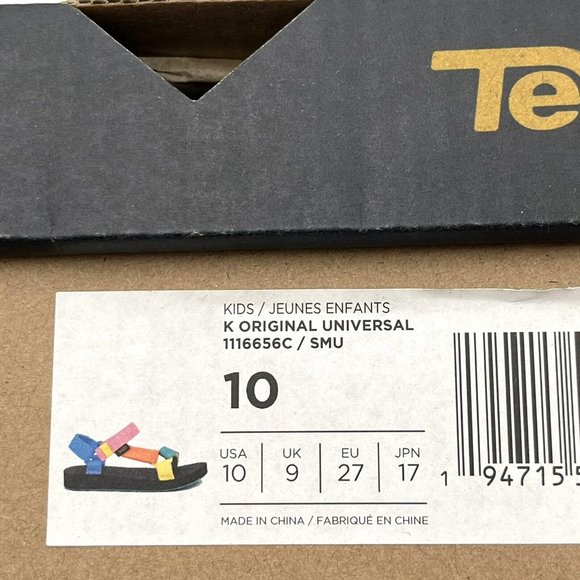 Te
KIDS / JEUNES ENFANTS
K ORIGINAL UNIVERSAL
1116656C / SMU
10
USA UK EU JPN
10 9 27 17
1 94715 5
MADE IN CHINA / FABRIQUÉ EN CHINE